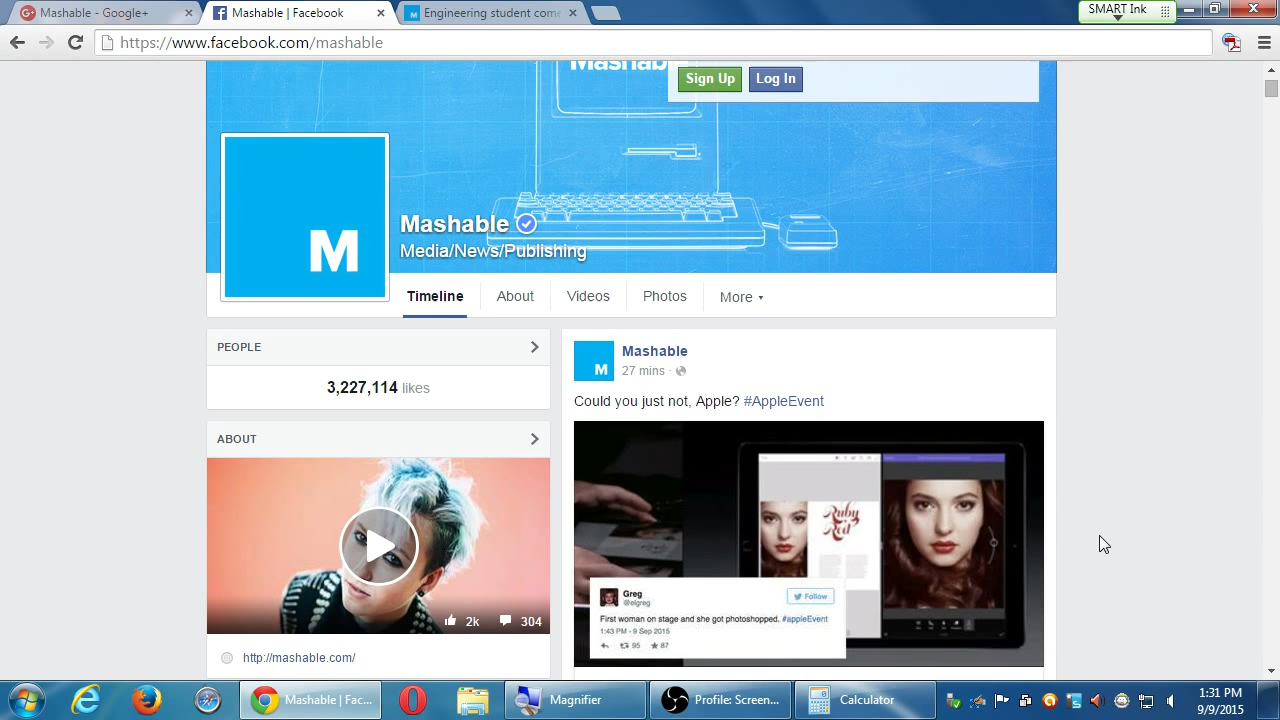 Mashable - Google+
Mashable | Facebook
Engineering student come
SMART Ink
https://www.facebook.com/mashable
Mashable
Sign Up
Log In
M
Mashable
Media/News/Publishing
Timeline
About
Videos
Photos
More
PEOPLE
3,227,114 likes
ABOUT
2k
304
http://mashable.com/
M
Mashable
27 mins ·
Could you just not, Apple? #AppleEvent
Ruby
Red
Greg
@elgreg
Follow
First woman on stage and she got photoshopped. #appleEvent
1:43 PM - 9 Sep 2015
95
87
Mashable | Fac...
Magnifier
Profile: Screen...
Calculator
1:31 PM
9/9/2015